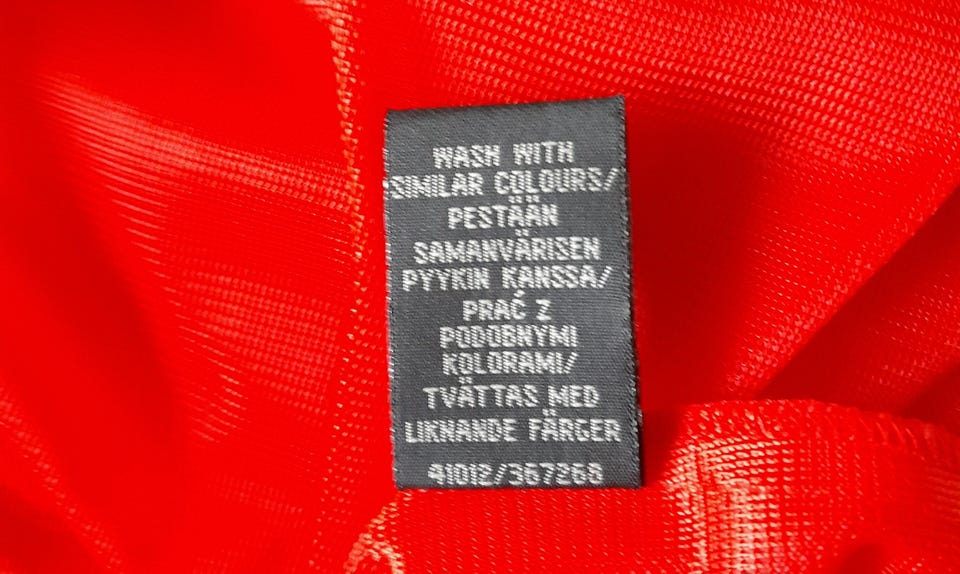 WASH WITH
SIMILAR COLOURS/
PESTÄÄN
SAMANVÄRISEN
PYYKIN KANSSA/
PRAĆ Z
PODOBNYMI
KOLORAMI/
TVÄTTAS MED
LIKNANDE FÄRGER
41012/367268